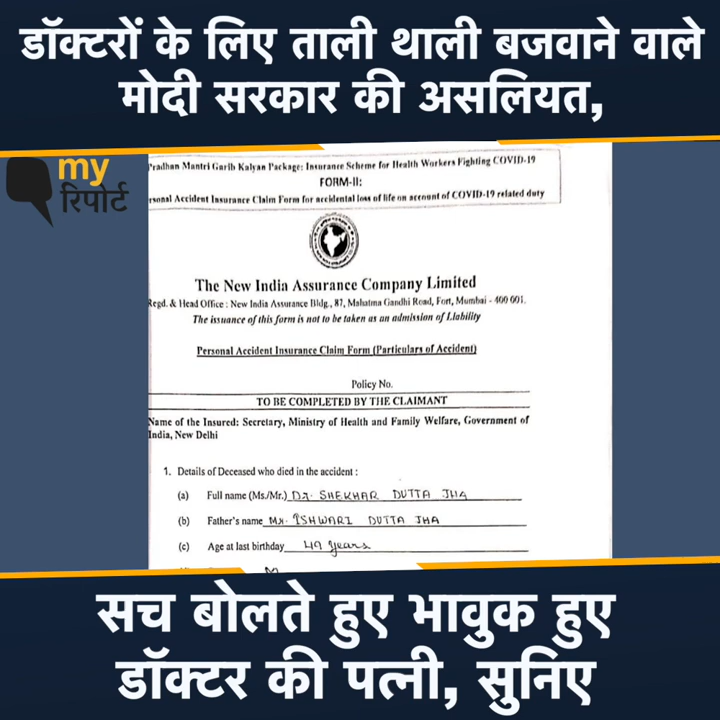 डॉक्टरों के लिए ताली थाली बजवाने वाले
मोदी सरकार की असलियत,
my
रिपोर्ट
Pradhan Mantri Garib Kalyan Package: Insurance Scheme for Health Workers Fighting COVID-19
FORM-II:
rsonal Accident Insurance Claim Form for accidental loss of life on account of COVID-19 related duty
The New India Assurance Company Limited
Regd. & Head Office : New India Assurance Bldg., 87, Mahatma Gandhi Road, Fort, Mumbai - 400 001.
The issuance of this form is not to be taken as an admission of Liability
Personal Accident Insurance Claim Form (Particulars of Accident)
Policy No.
TO BE COMPLETED BY THE CLAIMANT
Name of the Insured: Secretary, Ministry of Health and Family Welfare, Government of
India, New Delhi
1. Details of Deceased who died in the accident :
(a) Full name (Ms./Mr.) Dr. SHEKHAR DUTTA JHA
(b) Father's name Mr. ISHWARI DUTTA JHA
(c) Age at last birthday 49 years
सच बोलते हुए भावुक हुए
डॉक्टर की पत्नी, सुनिए